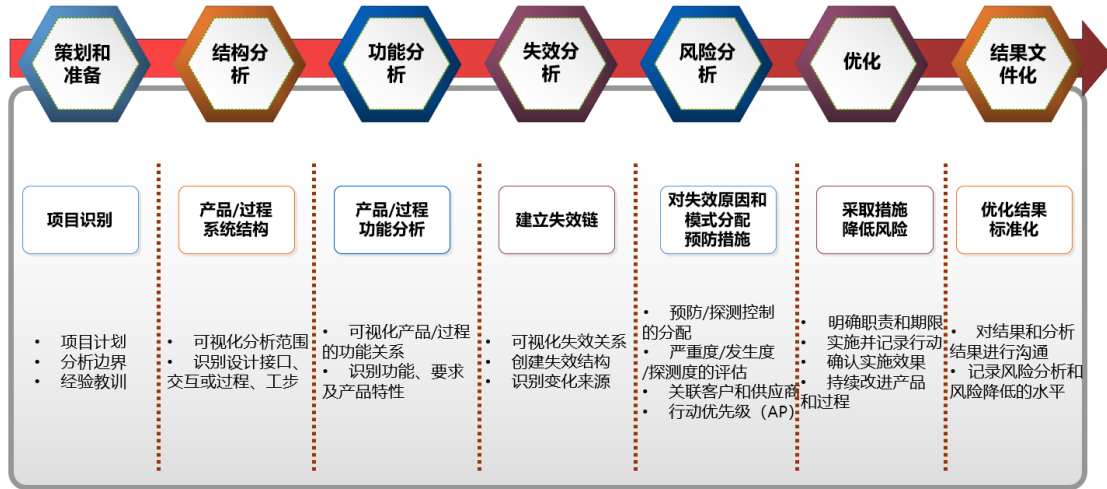 策划和
准备
结构分
析
功能分
析
失效分
析
风险分
析
优化
结果文
件化
项目识别
产品/过程
系统结构
产品/过程
功能分析
建立失效链
对失效原因和
模式分配
预防措施
采取措施
降低风险
优化结果
标准化
• 项目计划
• 分析边界
• 经验教训
• 可视化分析范围
• 识别设计接口、
交互或过程、工步
• 可视化产品/过程
的功能关系
• 识别功能、要求
及产品特性
• 可视化失效关系
• 创建失效结构
• 识别变化来源
• 预防/探测控制
的分配
• 严重度/发生度
/探测度的评估
• 关联客户和供应商
• 行动优先级（AP）
• 明确职责和期限
• 实施并记录行动
• 确认实施效果
• 持续改进产品
和过程
• 对结果和分析
结果进行沟通
• 记录风险分析和
风险降低的水平